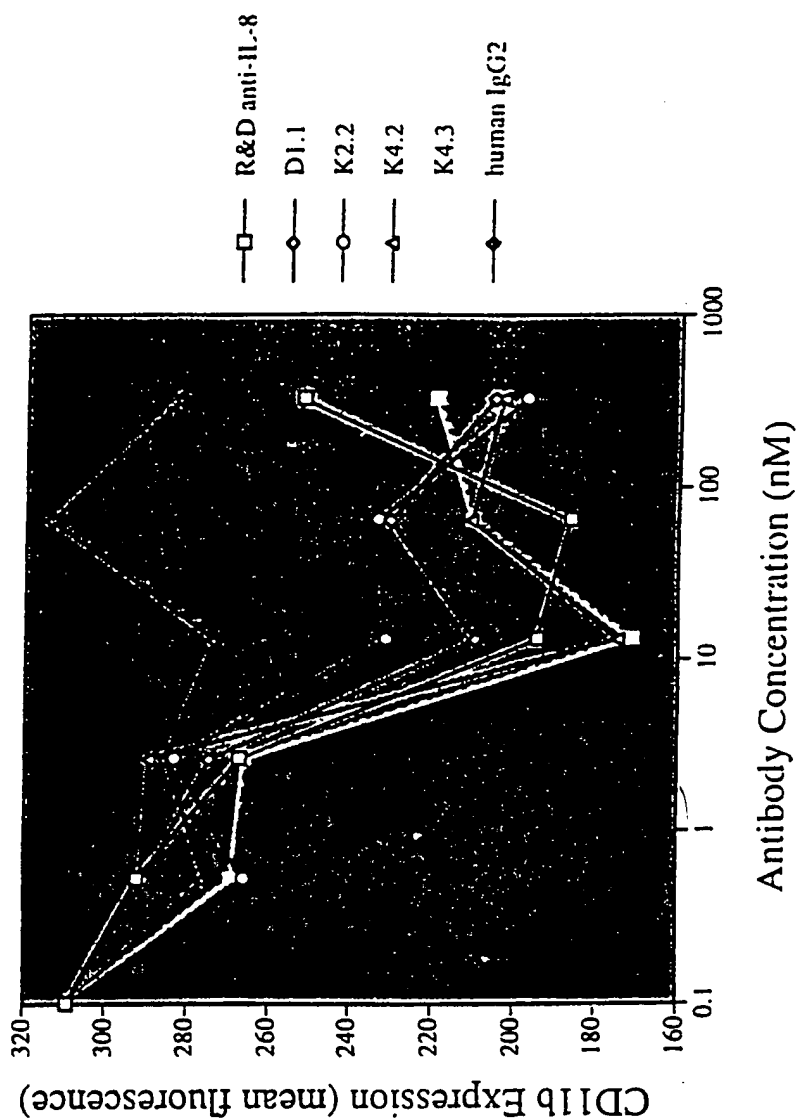 CD11b Expression (mean fluorescence)
320
300
280
260
240
220
200
180
160
0.1
1
10
100
1000
Antibody Concentration (nM)
R&D anti-IL-8
D1.1
K2.2
K4.2
K4.3
human IgG2